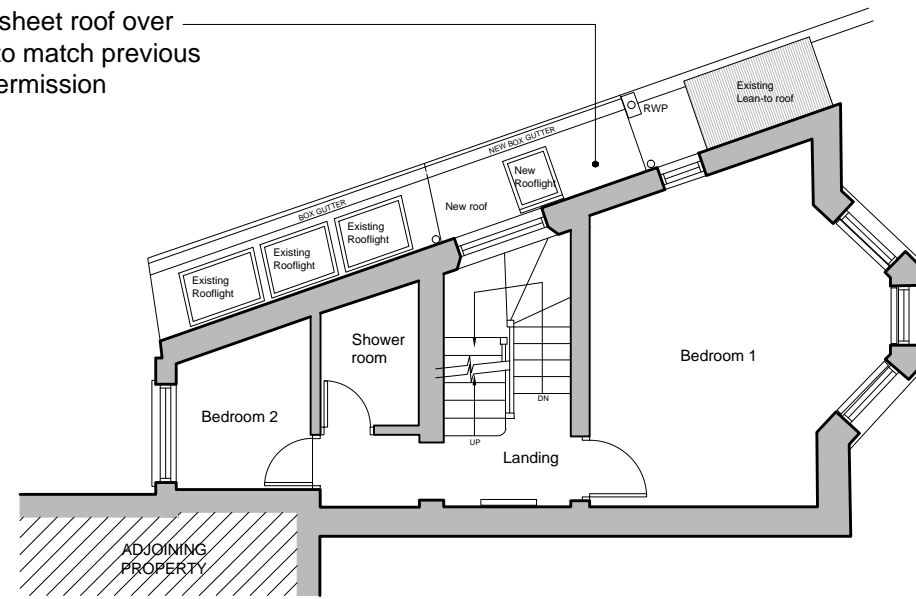 sheet roof over
to match previous
ermission
Existing
Lean-to roof
RWP
NEW BOX GUTTER
New
Rooflight
BOX GUTTER
New roof
Existing
Rooflight
Existing
Rooflight
Existing
Rooflight
Shower
room
Bedroom 1
Bedroom 2
DN
UP
Landing
ADJOINING
PROPERTY